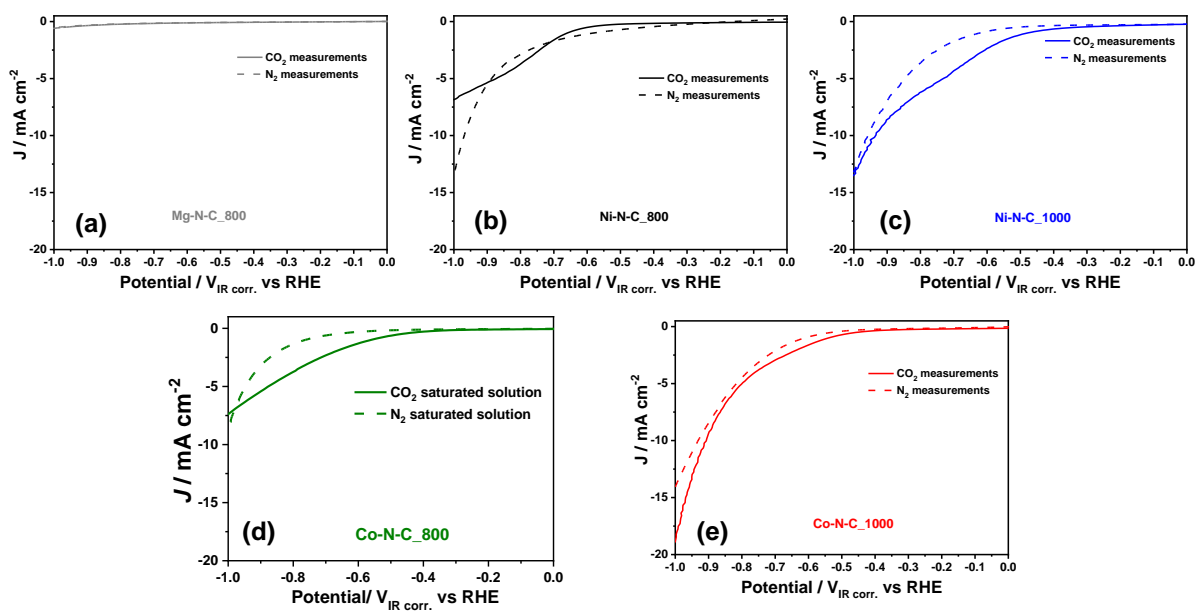 0
-5
-10
-15
-20
J / mA cm-2
CO2 measurements
N2 measurements
(a)
Mg-N-C_800
-1.0 -0.9 -0.8 -0.7 -0.6 -0.5 -0.4 -0.3 -0.2 -0.1 0.0
Potential / VIR corr. vs RHE
0
-5
-10
-15
-20
J / mA cm-2
CO2 measurements
N2 measurements
(b)
Ni-N-C_800
-1.0 -0.9 -0.8 -0.7 -0.6 -0.5 -0.4 -0.3 -0.2 -0.1 0.0
Potential / VIR corr. vs RHE
0
-5
-10
-15
-20
J / mA cm-2
CO2 measurements
N2 measurements
(c)
Ni-N-C_1000
-1.0 -0.9 -0.8 -0.7 -0.6 -0.5 -0.4 -0.3 -0.2 -0.1 0.0
Potential / VIR corr. vs RHE
0
-5
-10
-15
-20
J / mA cm-2
CO2 saturated solution
N2 saturated solution
(d)
Co-N-C_800
-1.0 -0.8 -0.6 -0.4 -0.2 0.0
Potential / VIR corr. vs RHE
0
-5
-10
-15
-20
J / mA cm-2
CO2 measurements
N2 measurements
(e)
Co-N-C_1000
-1.0 -0.9 -0.8 -0.7 -0.6 -0.5 -0.4 -0.3 -0.2 -0.1 0.0
Potential / VIR corr. vs RHE